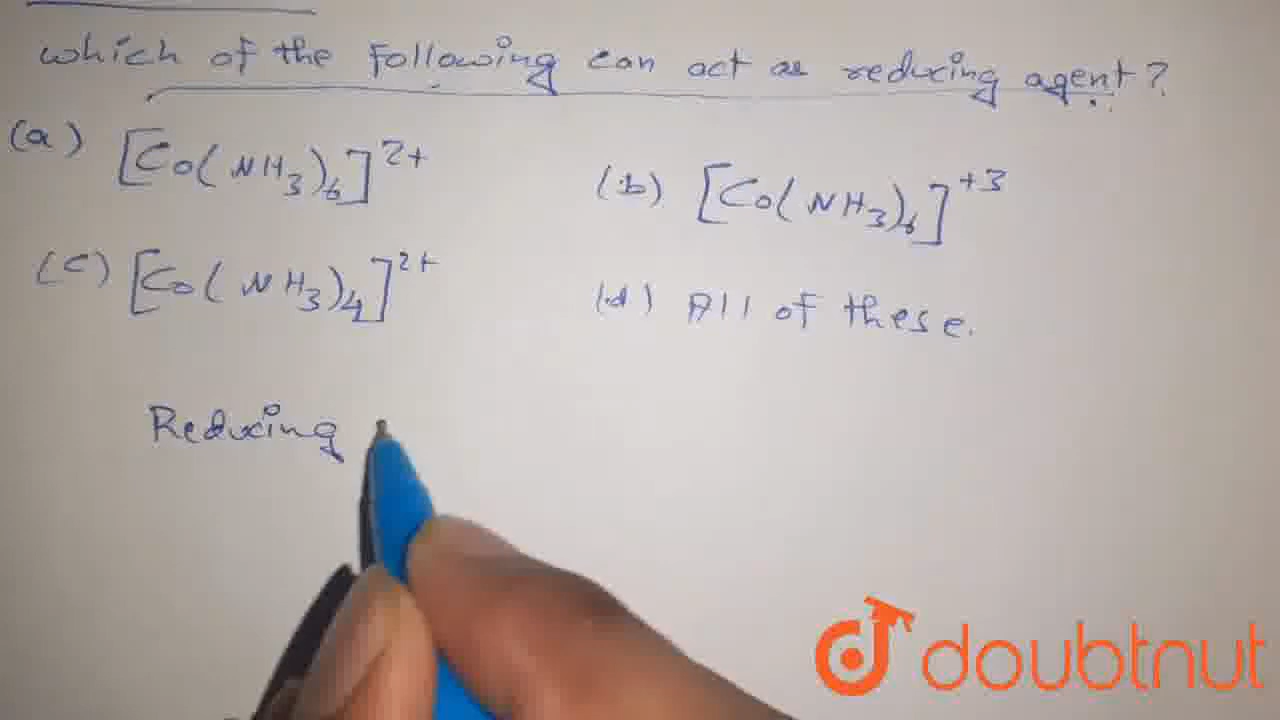 which of the following can act as reducing agent?
(a) [Co(NH₃)₆]²⁺
(b) [Co(NH₃)₆]⁺³
(c) [Co(NH₃)₄]²⁺
(d) All of these.
Reducing
doubtnut